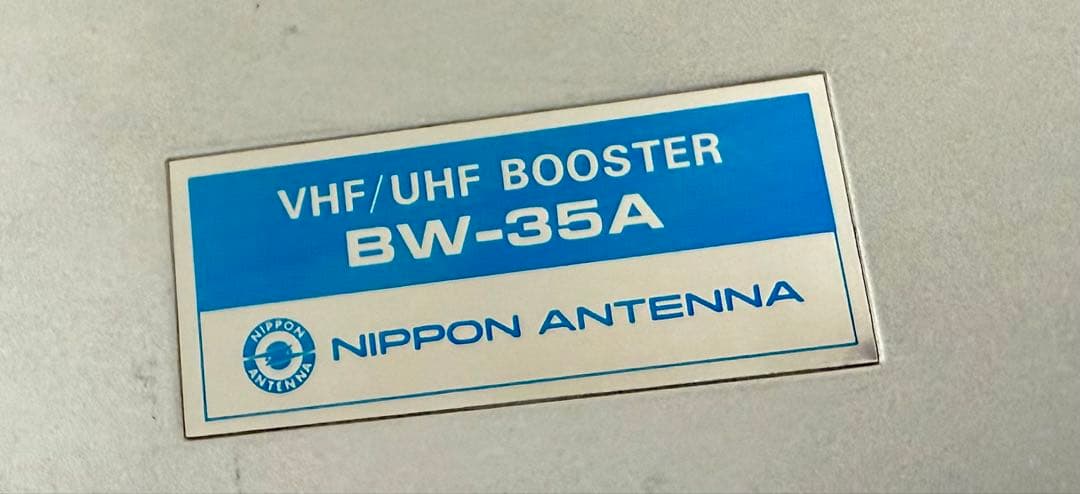 VHF/UHF BOOSTER
BW-35A
NIPPON ANTENNA
NIPPON ANTENNA